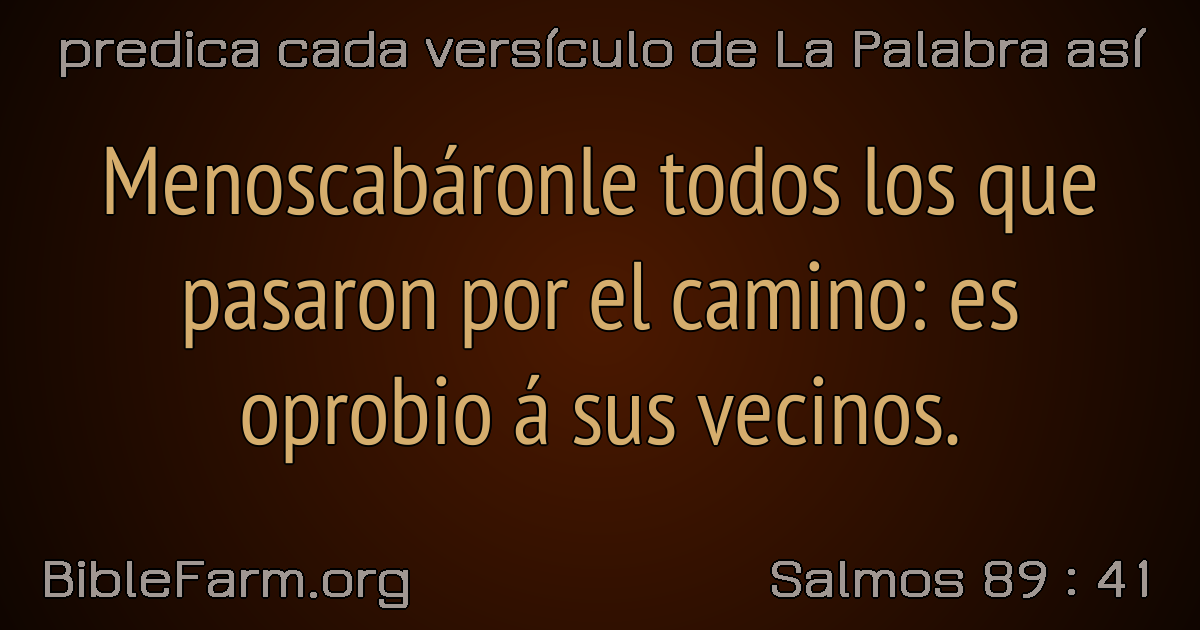 predica cada versículo de La Palabra así
Menoscabáronle todos los que
pasaron por el camino: es
oprobio á sus vecinos.
BibleFarm.org
Salmos 89 : 41